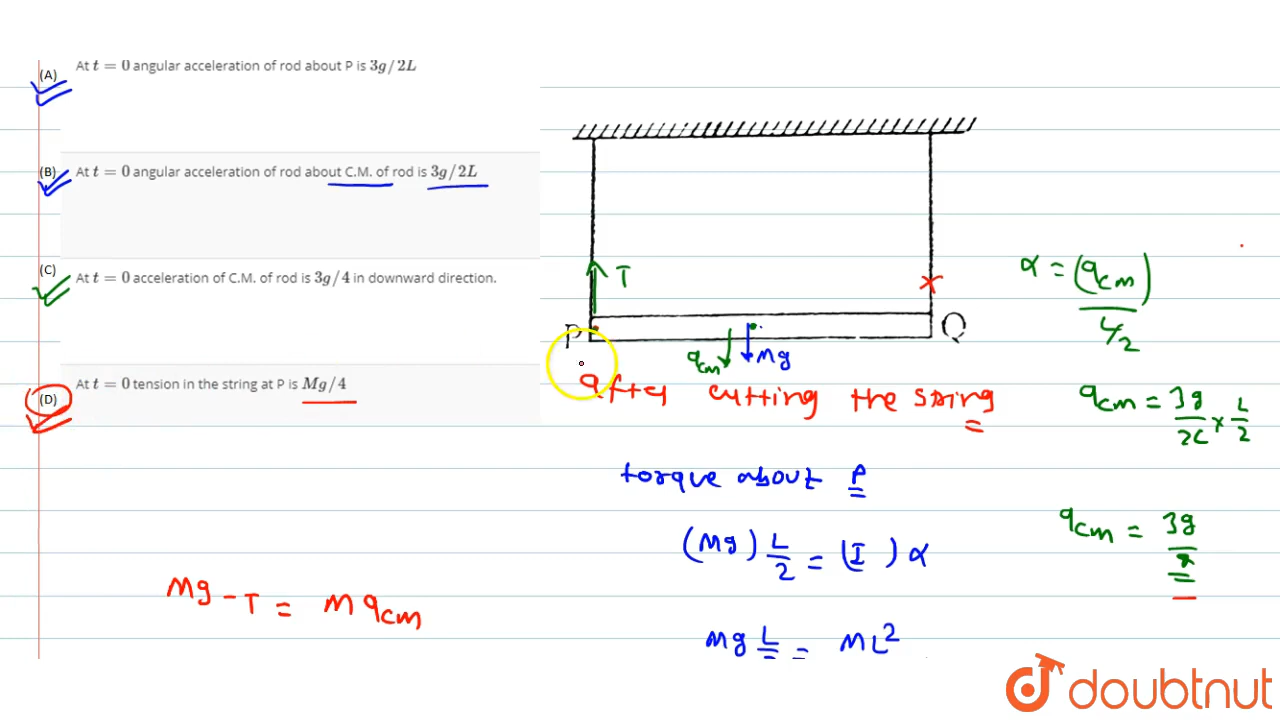 (A) At t = 0 angular acceleration of rod about P is 3g/2L
(B) At t = 0 angular acceleration of rod about C.M. of rod is 3g/2L
(C) At t = 0 acceleration of C.M. of rod is 3g/4 in downward direction.
(D) At t = 0 tension in the string at P is Mg/4
T
P
Q
acm
Mg
After cutting the string
torque about P
(Mg) L/2 = (I) α
Mg L/2 = ML²
Mg - T = Macm
α = (acm)/L/2
acm = 3g/2L × L/2
acm = 3g
doubtnut